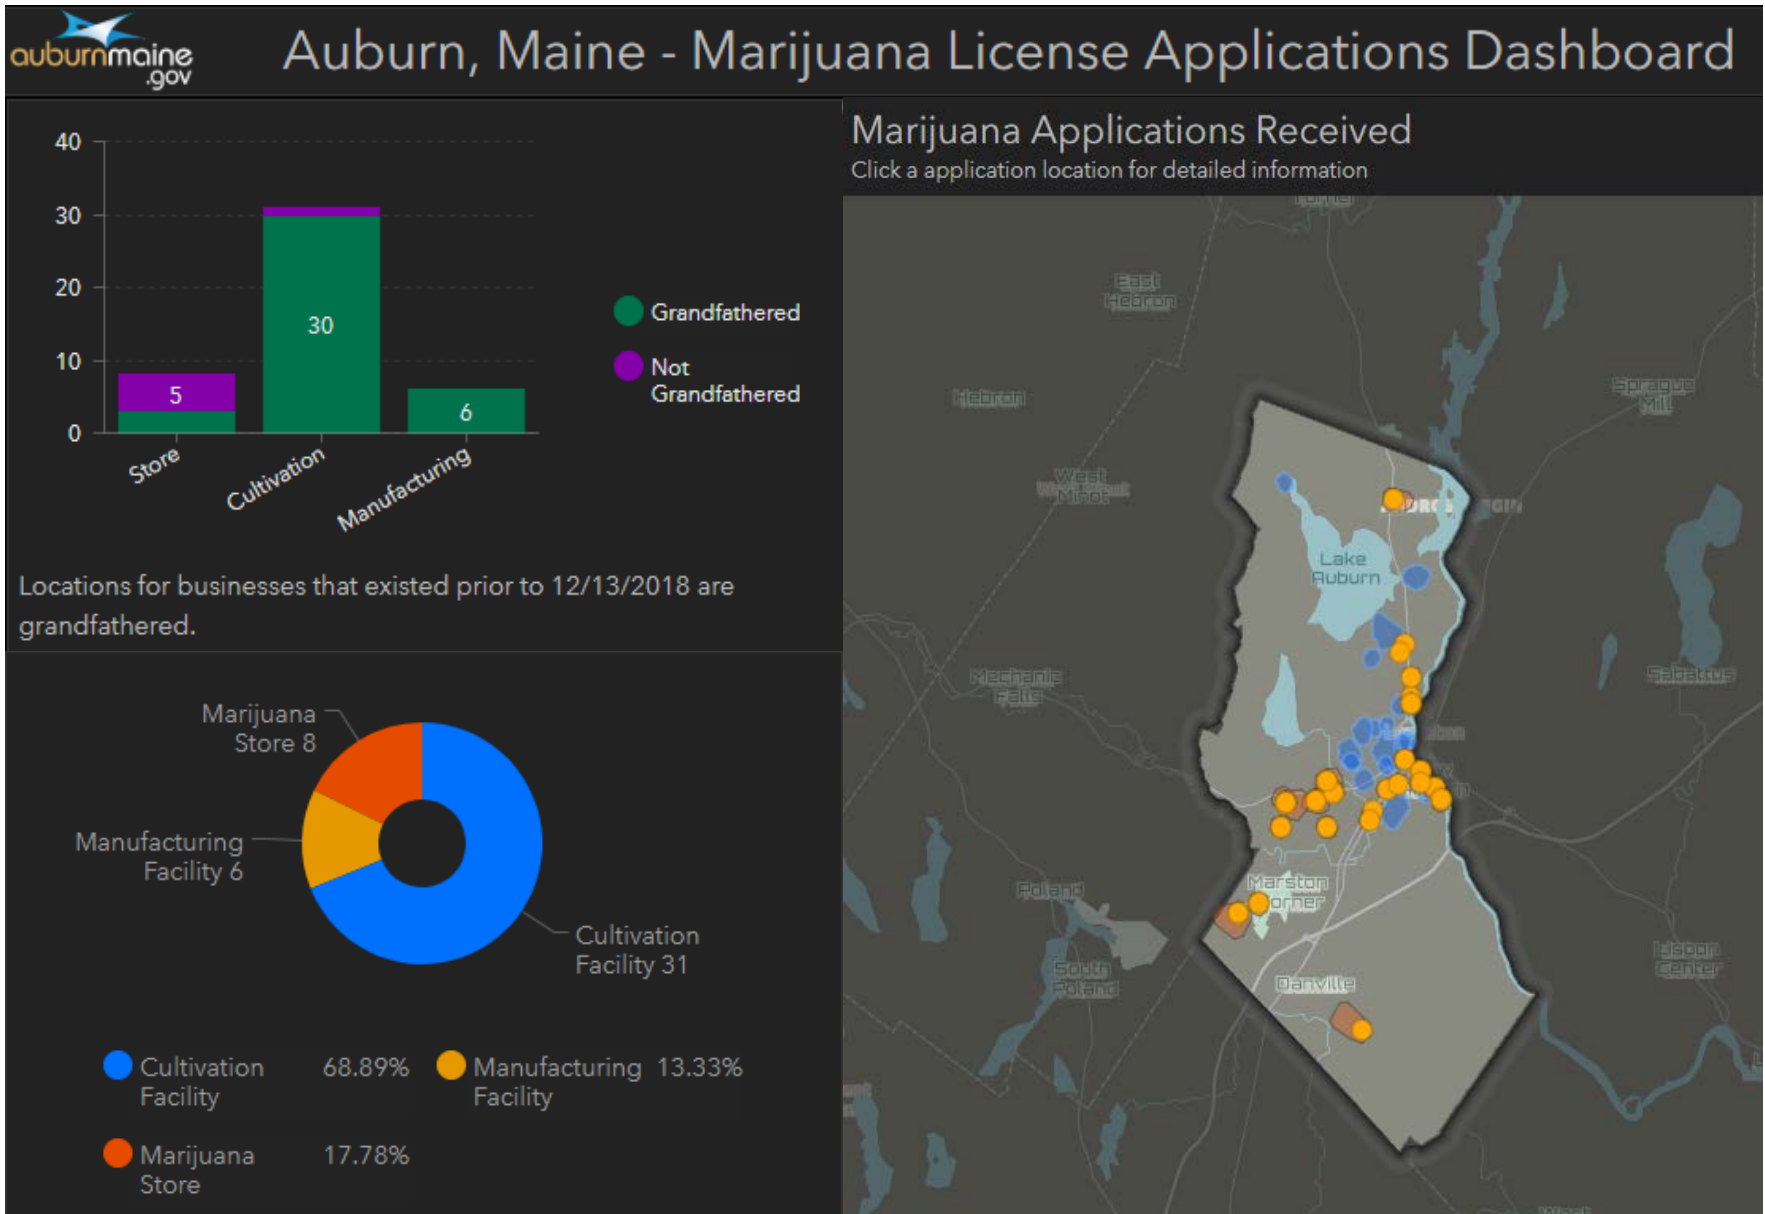 auburnmaine
.gov
Auburn, Maine - Marijuana License Applications Dashboard
40
30
20
10
0
5
30
6
Store
Cultivation
Manufacturing
Grandfathered
Not
Grandfathered
Locations for businesses that existed prior to 12/13/2018 are
grandfathered.
Marijuana
Store 8
Manufacturing
Facility 6
Cultivation
Facility 31
Cultivation
Facility
68.89%
Manufacturing
Facility
13.33%
Marijuana
Store
17.78%
Marijuana Applications Received
Click a application location for detailed information
Turner
East
Hebron
Hebron
Sprague
Mill
West
Minot
Lake
Auburn
Mechanic
Falls
Sabattus
Poland
Marston
Corner
South
Poland
Danville
Lisbon
Center
West